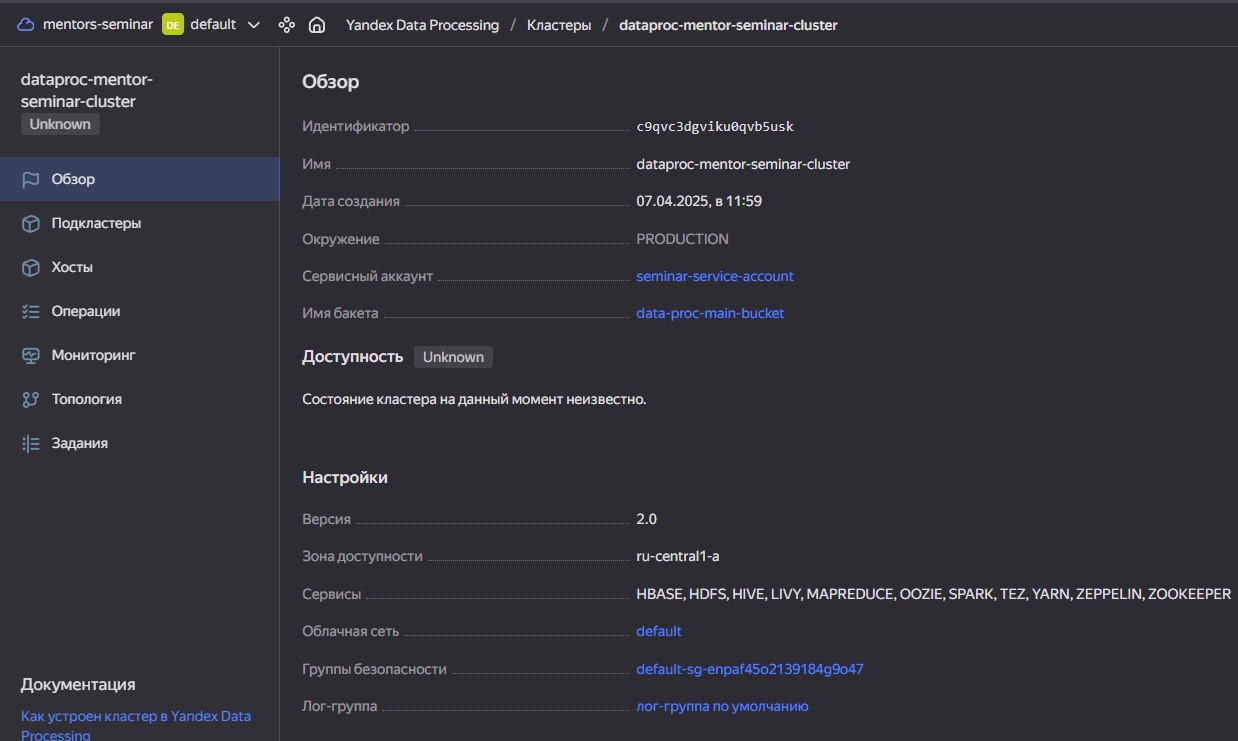 mentors-seminar DE default Yandex Data Processing / Кластеры / dataproc-mentor-seminar-cluster
dataproc-mentor-
seminar-cluster
Unknown
Обзор
Подкластеры
Хосты
Операции
Мониторинг
Топология
Задания
Документация
Как устроен кластер в Yandex Data
Processing
Обзор
Идентификатор c9qvc3dgviku0qvb5usk
Имя dataproc-mentor-seminar-cluster
Дата создания 07.04.2025, в 11:59
Окружение PRODUCTION
Сервисный аккаунт seminar-service-account
Имя бакета data-proc-main-bucket
Доступность Unknown
Состояние кластера на данный момент неизвестно.
Настройки
Версия 2.0
Зона доступности ru-central1-a
Сервисы HBASE, HDFS, HIVE, LIVY, MAPREDUCE, OOZIE, SPARK, TEZ, YARN, ZEPPELIN, ZOOKEEPER
Облачная сеть default
Группы безопасности default-sg-enpaf45o2139184g9o47
Лог-группа лог-группа по умолчанию